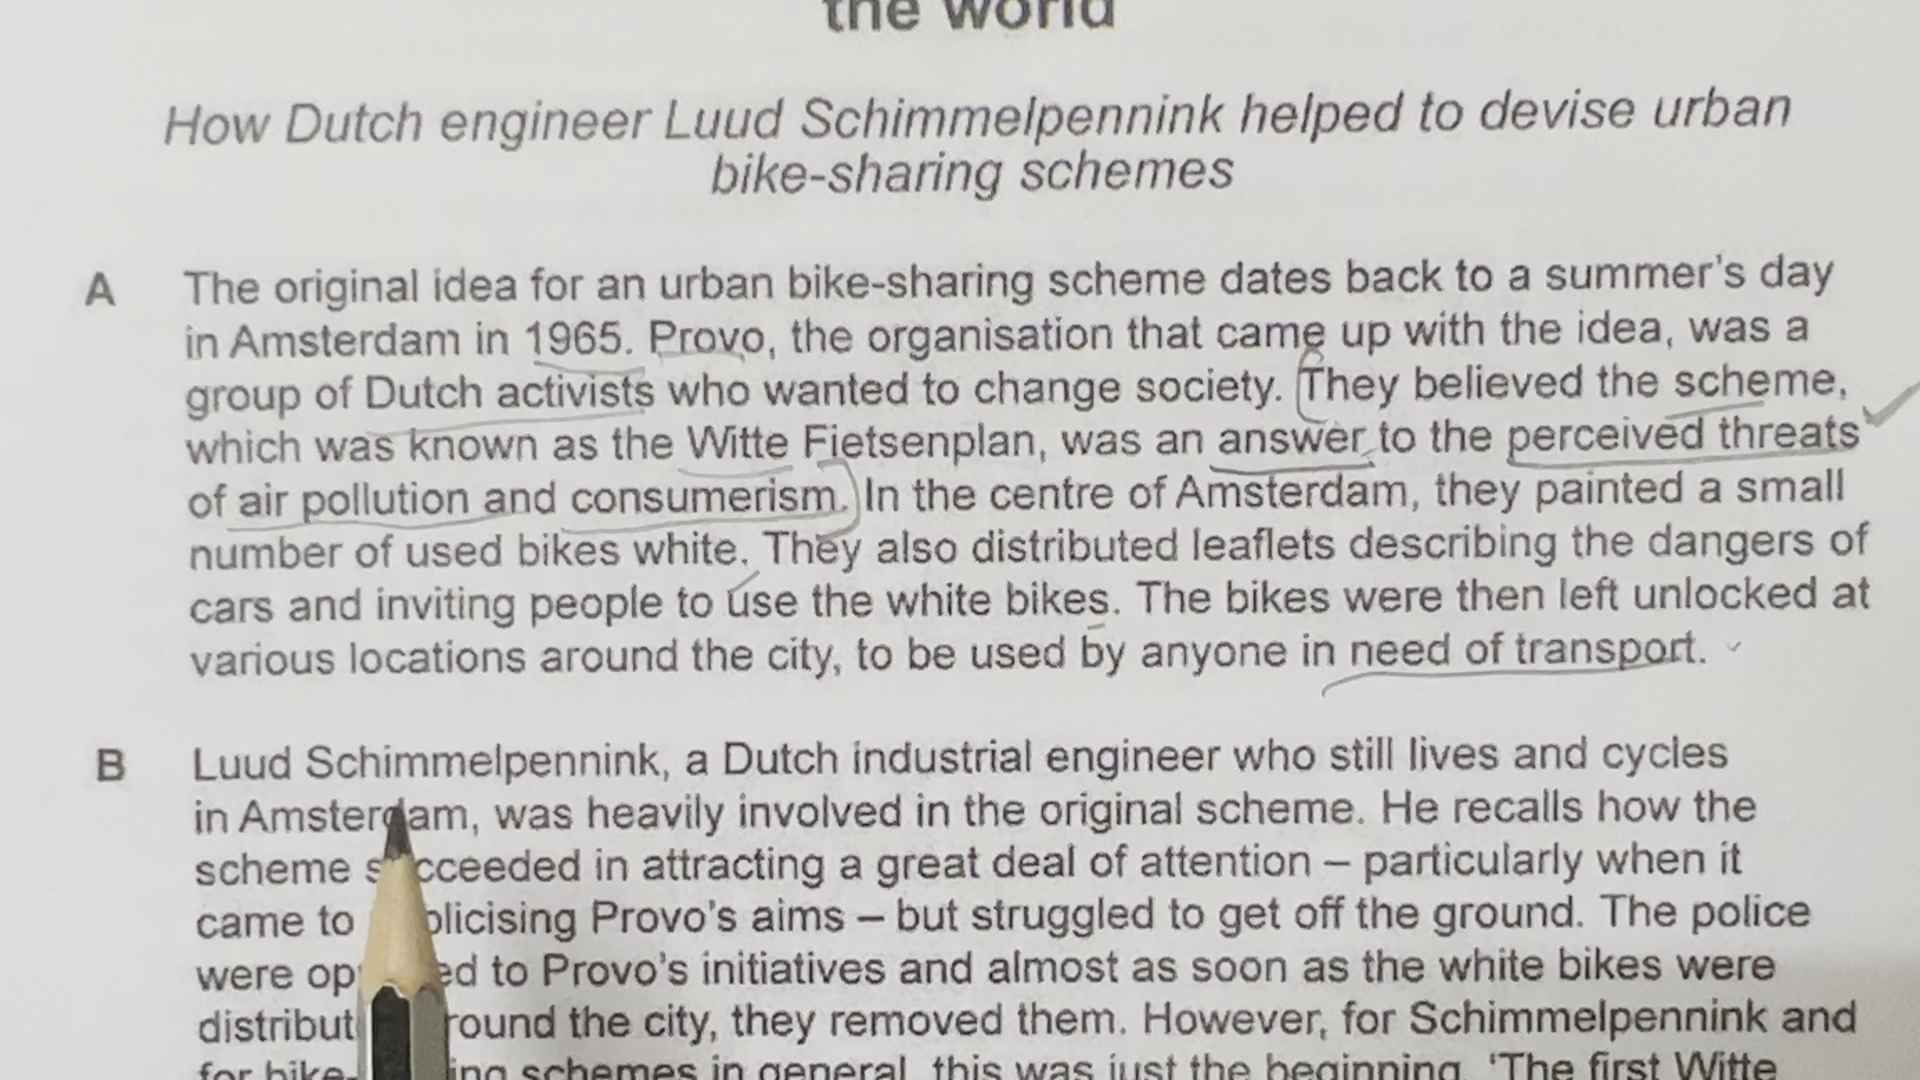 the world
How Dutch engineer Luud Schimmelpennink helped to devise urban
bike-sharing schemes
A The original idea for an urban bike-sharing scheme dates back to a summer's day
in Amsterdam in 1965. Provo, the organisation that came up with the idea, was a
group of Dutch activists who wanted to change society. They believed the scheme,
which was known as the Witte Fietsenplan, was an answer to the perceived threats
of air pollution and consumerism. In the centre of Amsterdam, they painted a small
number of used bikes white. They also distributed leaflets describing the dangers of
cars and inviting people to use the white bikes. The bikes were then left unlocked at
various locations around the city, to be used by anyone in need of transport.
B Luud Schimmelpennink, a Dutch industrial engineer who still lives and cycles
in Amsterdam, was heavily involved in the original scheme. He recalls how the
scheme succeeded in attracting a great deal of attention – particularly when it
came to publicising Provo's aims – but struggled to get off the ground. The police
were opposed to Provo's initiatives and almost as soon as the white bikes were
distributed around the city, they removed them. However, for Schimmelpennink and
for bike-sharing schemes in general, this was just the beginning. 'The first Witte